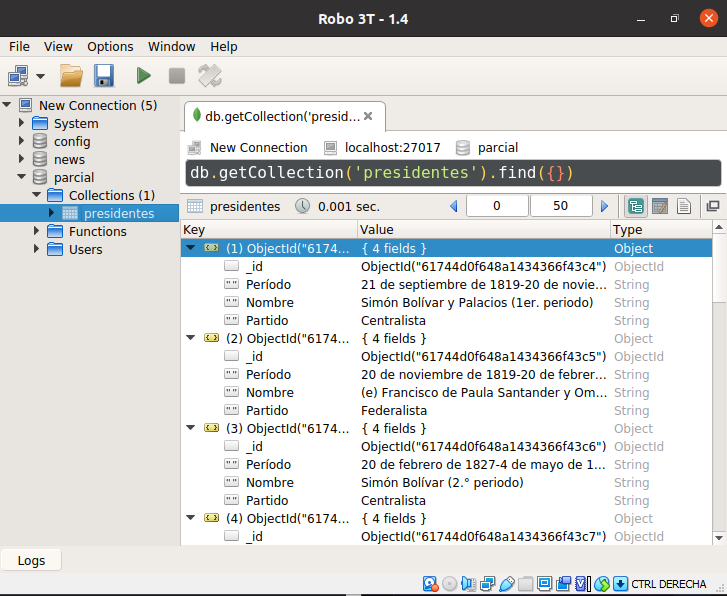 Robo 3T - 1.4
File View Options Window Help
New Connection (5)
System
config
news
parcial
Collections (1)
presidentes
Functions
Users
db.getCollection('presid...
New Connection localhost:27017 parcial
db.getCollection('presidentes').find({})
presidentes 0.001 sec. 0 50
Key Value Type
(1) ObjectId("6174... { 4 fields } Object
_id ObjectId("61744d0f648a1434366f43c4") ObjectId
Período 21 de septiembre de 1819-20 de novie... String
Nombre Simón Bolívar y Palacios (1er. periodo) String
Partido Centralista String
(2) ObjectId("6174... { 4 fields } Object
_id ObjectId("61744d0f648a1434366f43c5") ObjectId
Período 20 de noviembre de 1819-20 de febrer... String
Nombre (e) Francisco de Paula Santander y Om... String
Partido Federalista String
(3) ObjectId("6174... { 4 fields } Object
_id ObjectId("61744d0f648a1434366f43c6") ObjectId
Período 20 de febrero de 1827-4 de mayo de 1... String
Nombre Simón Bolívar (2.° periodo) String
Partido Centralista String
(4) ObjectId("6174... { 4 fields } Object
_id ObjectId("61744d0f648a1434366f43c7") ObjectId
Logs
CTRL DERECHA